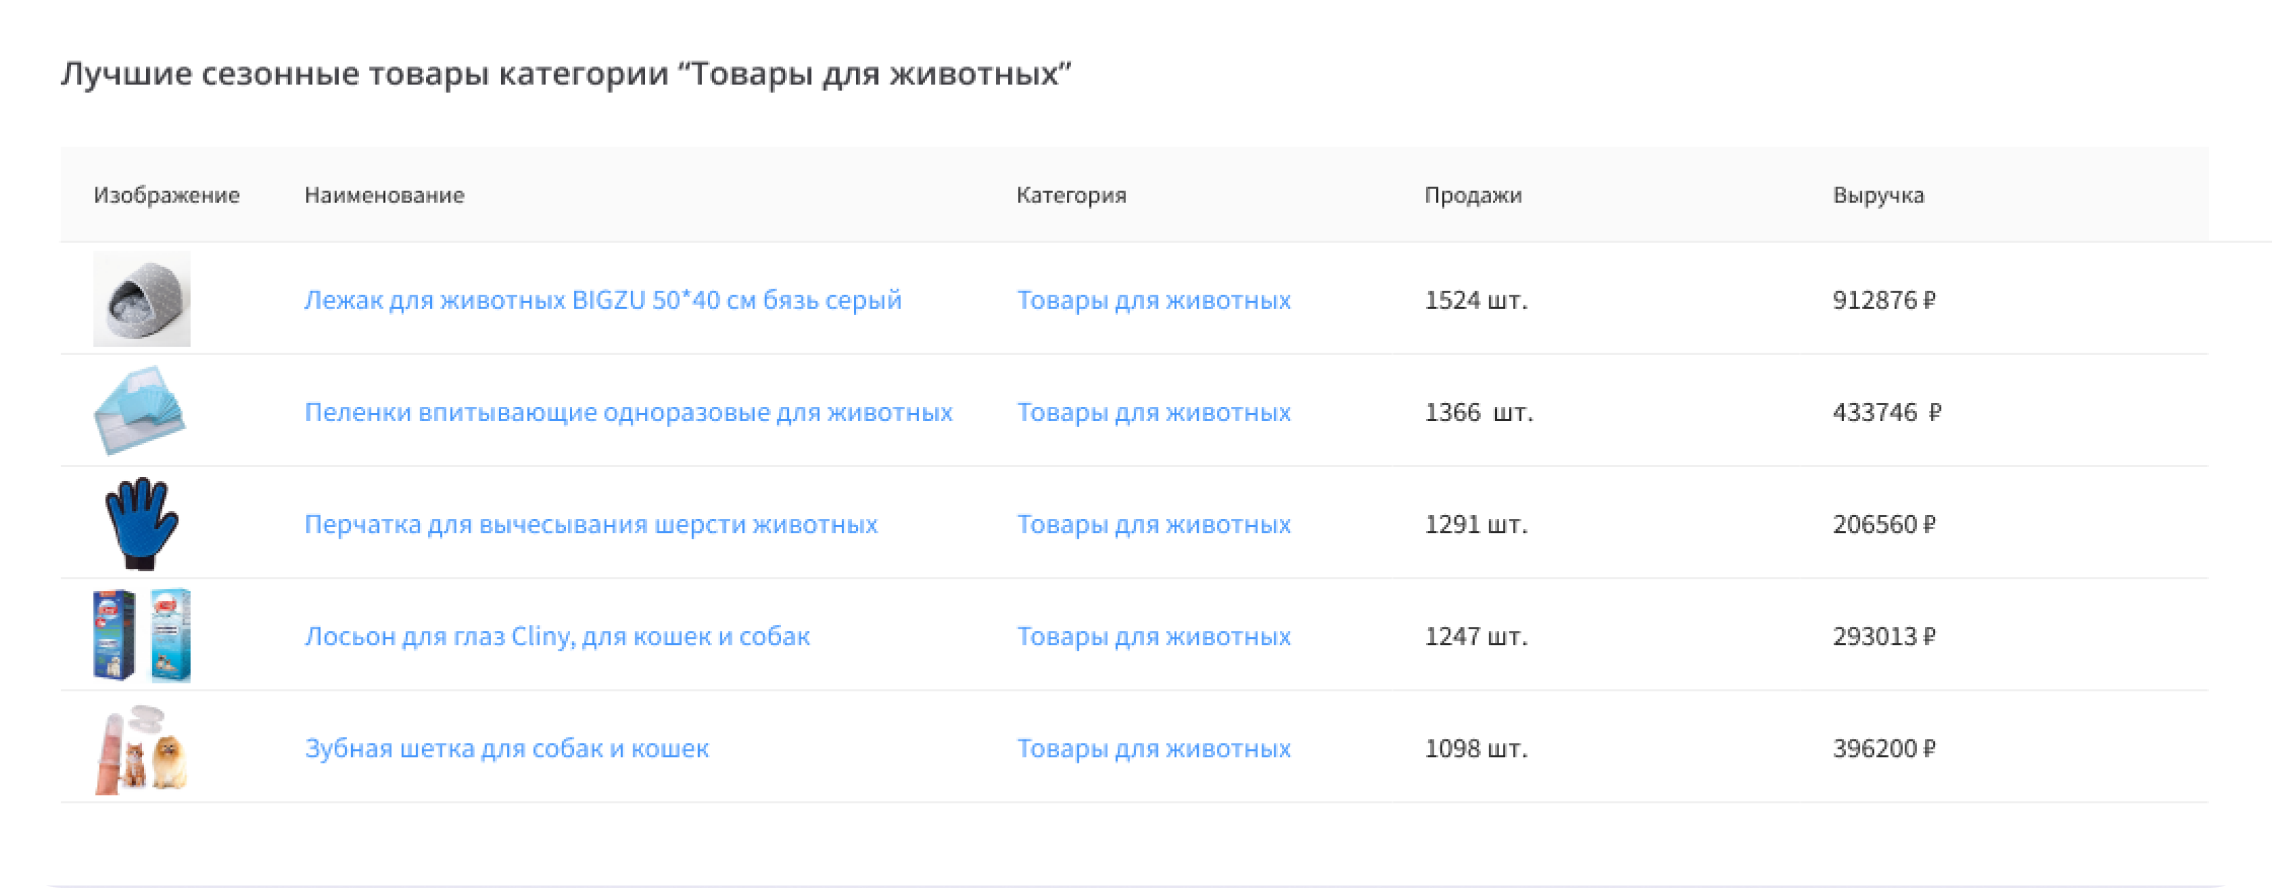 Лучшие сезонные товары категории “Товары для животных”
Изображение Наименование Категория Продажи Выручка
Лежак для животных BIGZU 50*40 см бязь серый Товары для животных 1524 шт. 912876 ₽
Пеленки впитывающие одноразовые для животных Товары для животных 1366 шт. 433746 ₽
Перчатка для вычесывания шерсти животных Товары для животных 1291 шт. 206560 ₽
Лосьон для глаз Cliny, для кошек и собак Товары для животных 1247 шт. 293013 ₽
Зубная шетка для собак и кошек Товары для животных 1098 шт. 396200 ₽